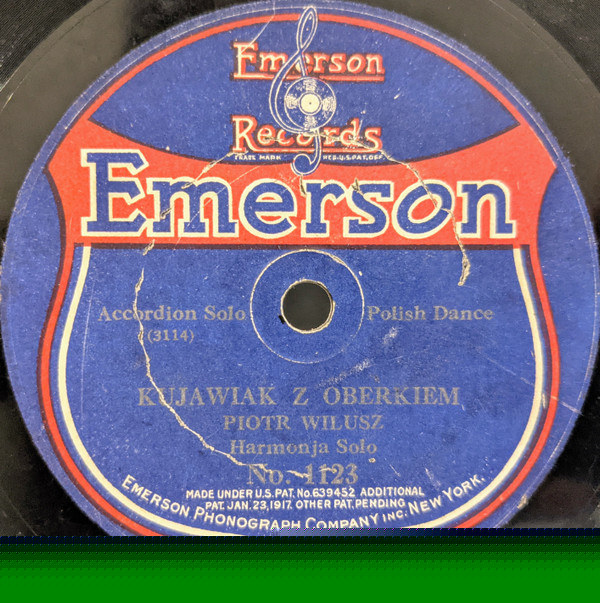 Emerson
Records
TRADE MARK REG.U.S.PAT.OFF.
Emerson
Accordion Solo Polish Dance
(3114)
KUJAWIAK Z OBERKIEM
PIOTR WILUSZ
Harmonja Solo
No. 1123
MADE UNDER U.S. PAT. No. 639452 ADDITIONAL
PAT. JAN. 23, 1917. OTHER PAT. PENDING
EMERSON PHONOGRAPH COMPANY INC. NEW YORK.